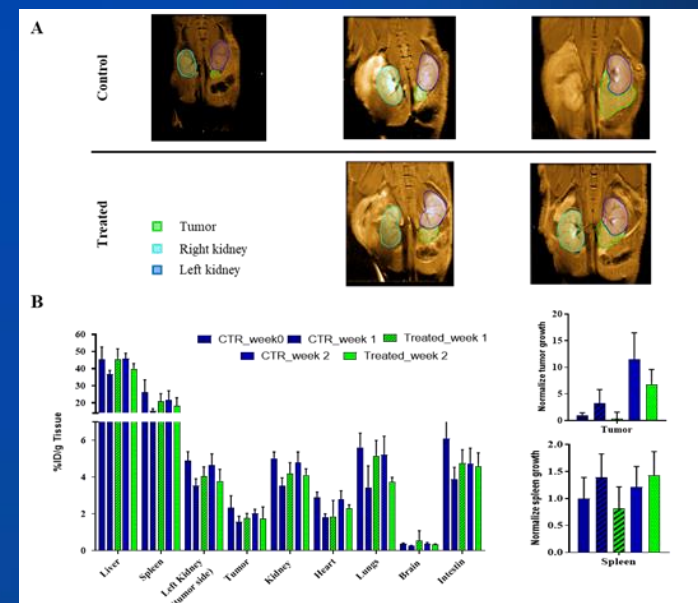 A
Control
Treated
Tumor
Right kidney
Left kidney
B
CTR_week0 CTR_week 1 Treated_week 1
CTR_week 2 Treated_week 2
%ID/g Tissue
60
50
40
30
20
10
6
4
2
0
Liver
Spleen
Left Kidney
(tumor side)
Tumor
Kidney
Heart
Lungs
Brain
Intestin
Normalize tumor growth
20
15
10
5
0
Tumor
Normalize spleen growth
2.0
1.5
1.0
0.5
0.0
Spleen